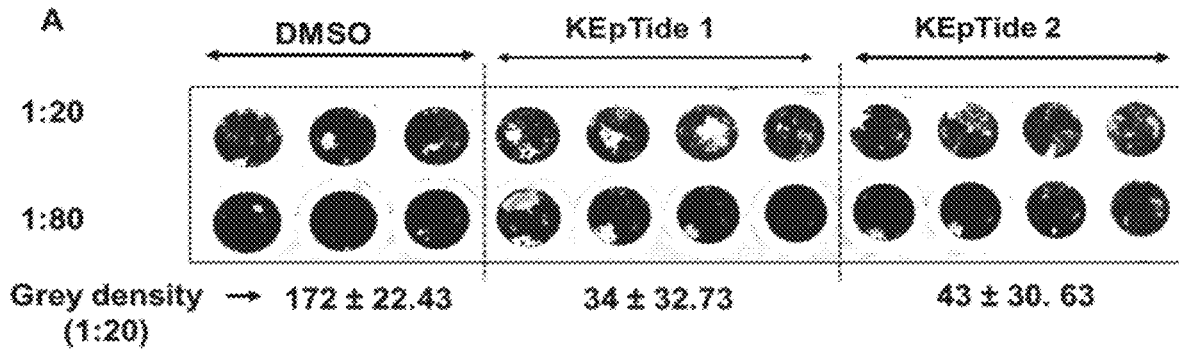 A
DMSO
KEpTide 1
KEpTide 2
1:20
1:80
Grey density → 172 ± 22.43 34 ± 32.73 43 ± 30. 63
(1:20)